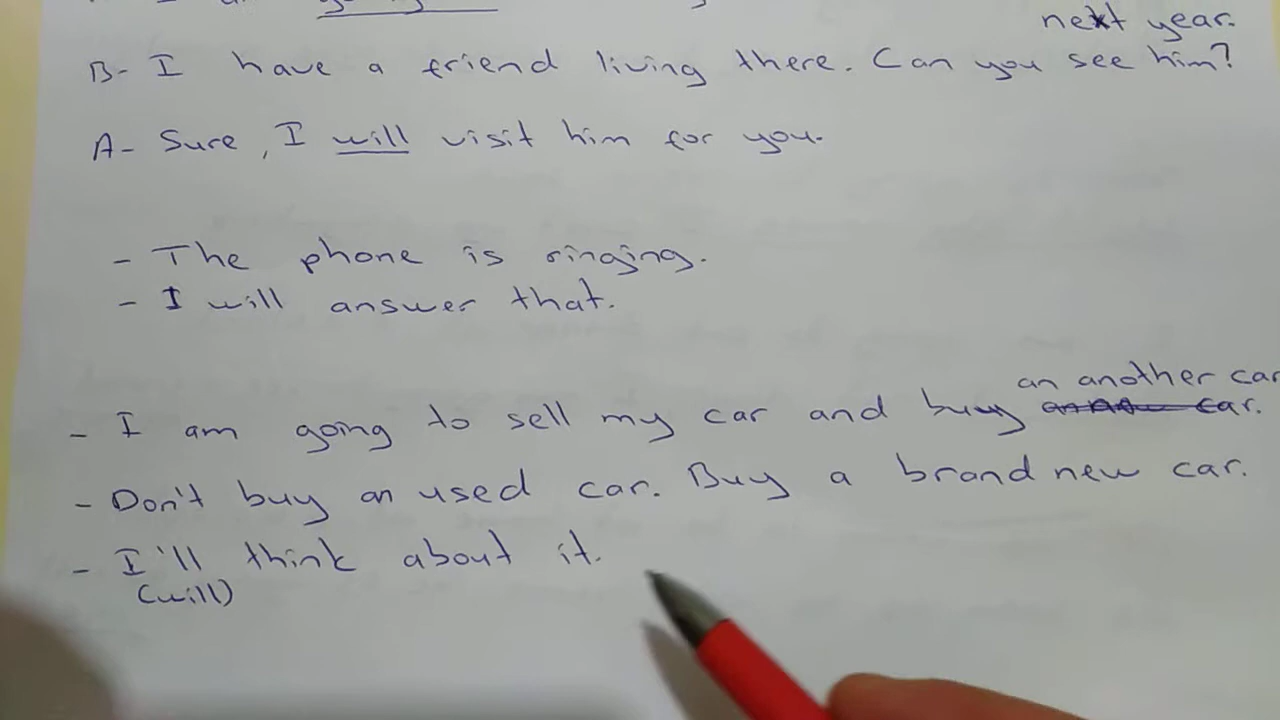 next year.
B- I have a friend living there. Can you see him?
A- Sure, I will visit him for you.
- The phone is ringing.
- I will answer that.
an another car
- I am going to sell my car and buy car.
- Don't buy an used car. Buy a brand new car.
- I'll think about it.
(will)